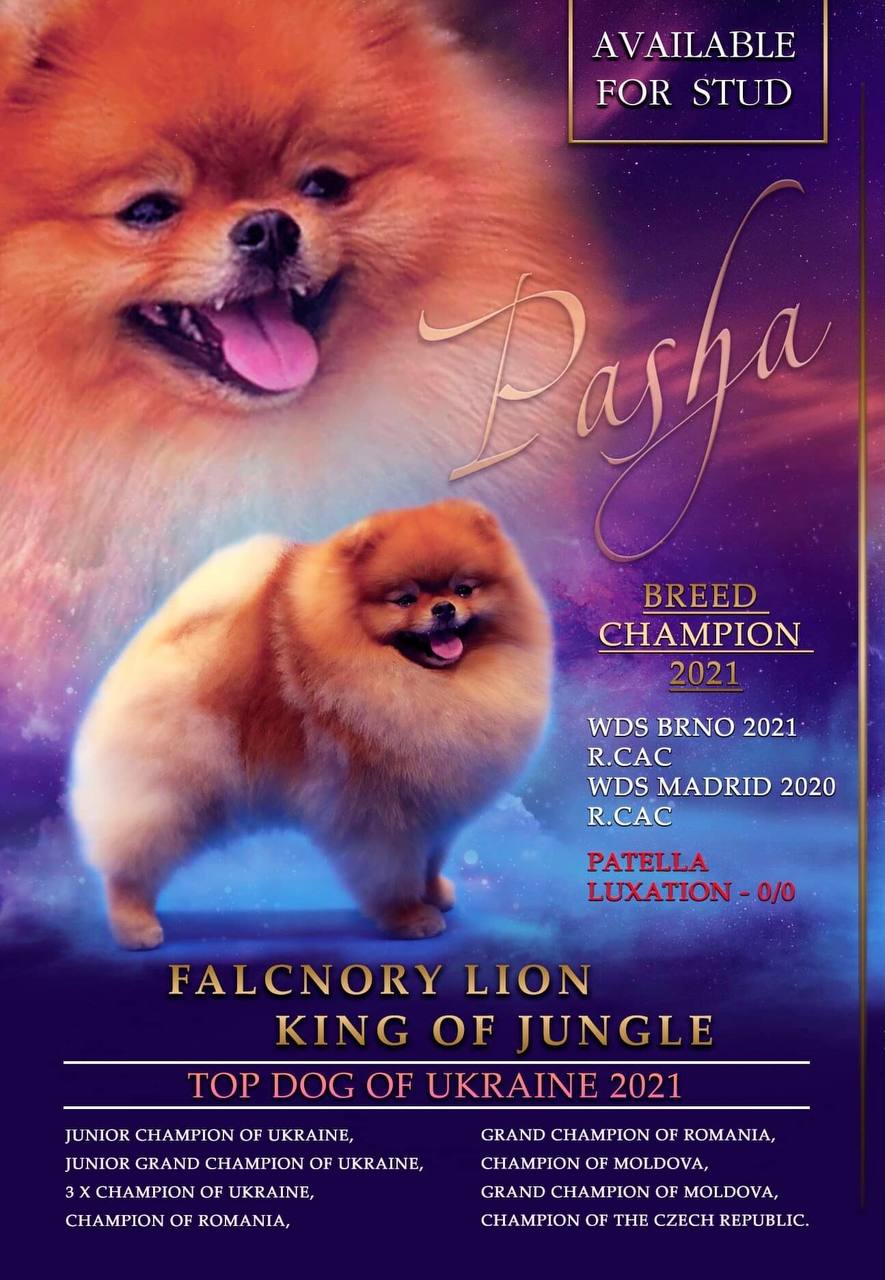 AVAILABLE
FOR STUD
Pasha
BREED
CHAMPION
2021
WDS BRNO 2021
R.CAC
WDS MADRID 2020
R.CAC
PATELLA
LUXATION - 0/0
FALCNORY LION
KING OF JUNGLE
TOP DOG OF UKRAINE 2021
JUNIOR CHAMPION OF UKRAINE,
JUNIOR GRAND CHAMPION OF UKRAINE,
3 X CHAMPION OF UKRAINE,
CHAMPION OF ROMANIA,
GRAND CHAMPION OF ROMANIA,
CHAMPION OF MOLDOVA,
GRAND CHAMPION OF MOLDOVA,
CHAMPION OF THE CZECH REPUBLIC.